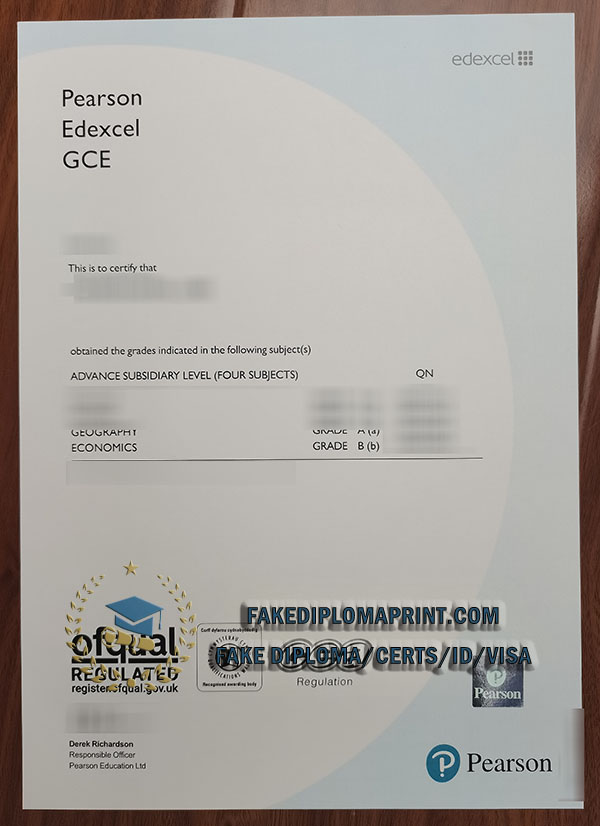 edexcel
Pearson
Edexcel
GCE
This is to certify that
obtained the grades indicated in the following subject(s)
ADVANCE SUBSIDIARY LEVEL (FOUR SUBJECTS) QN
GEOGRAPHY GRADE A (a)
ECONOMICS GRADE B (b)
FAKEDIPLOMAPRINT.COM
FAKE DIPLOMA/CERTS/ID/VISA
ofqual
REGULATED
register.ofqual.gov.uk
Recognised awarding body
Regulation
Pearson
Derek Richardson
Responsible Officer
Pearson Education Ltd
Pearson